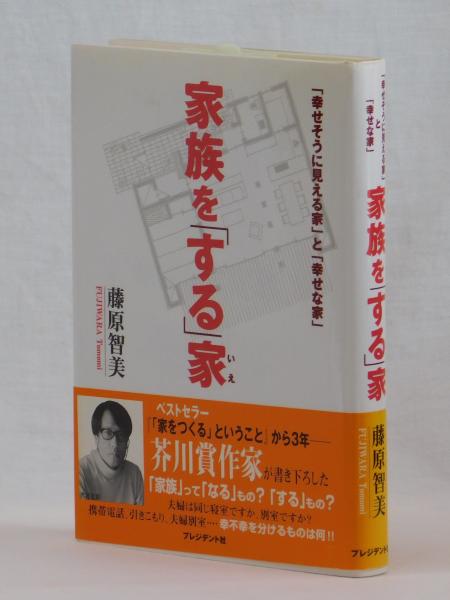 「幸せそうに見える家」と「幸せな家」
家族を「する」家
いえ
藤原智美
FUJIWARA Tomomi
ベストセラー
『「家をつくる」ということ』から3年――
芥川賞作家が書き下ろした
「家族」って「なる」もの?「する」もの?
夫婦は同じ寝室ですか、別室ですか?
携帯電話、引きこもり、夫婦別室‥‥幸不幸を分けるものは何!!
プレジデント社
「幸せそうに見える家」
と
「幸せな家」
家族を「する」家
藤原智美
FUJIWARA Tomomi
プレジデント社